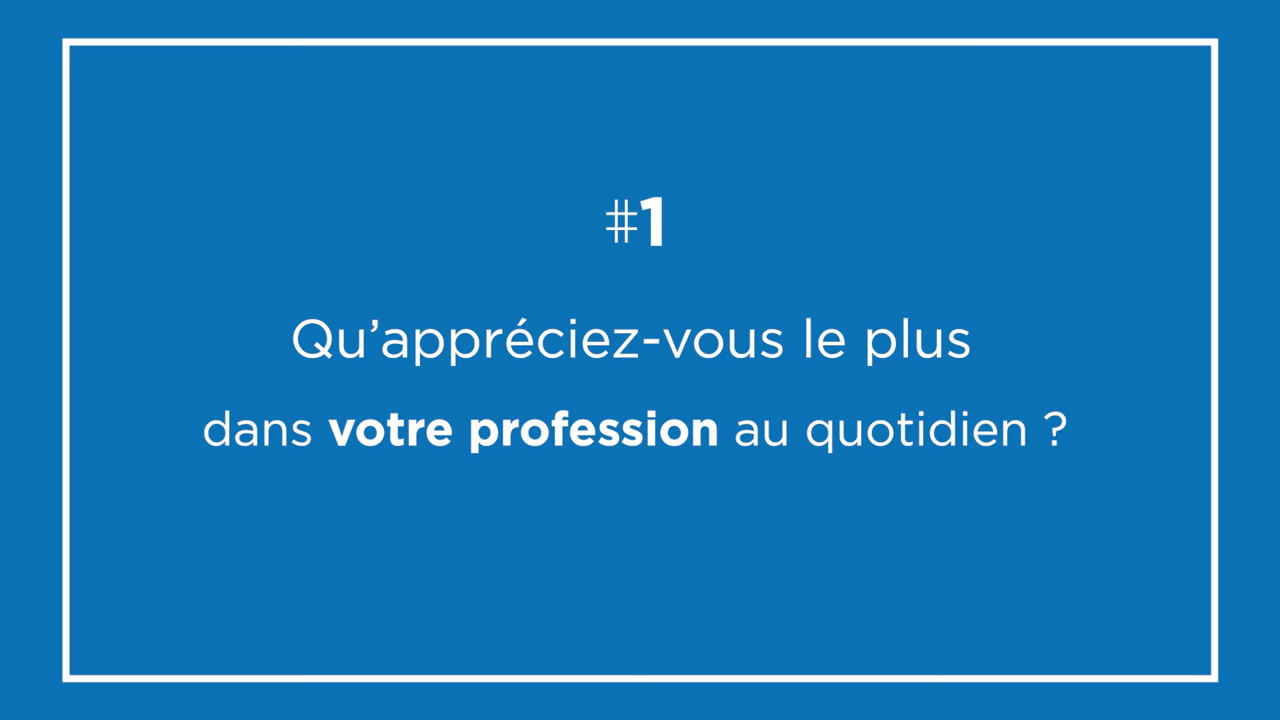 #1
Qu’appréciez-vous le plus
dans votre profession au quotidien ?